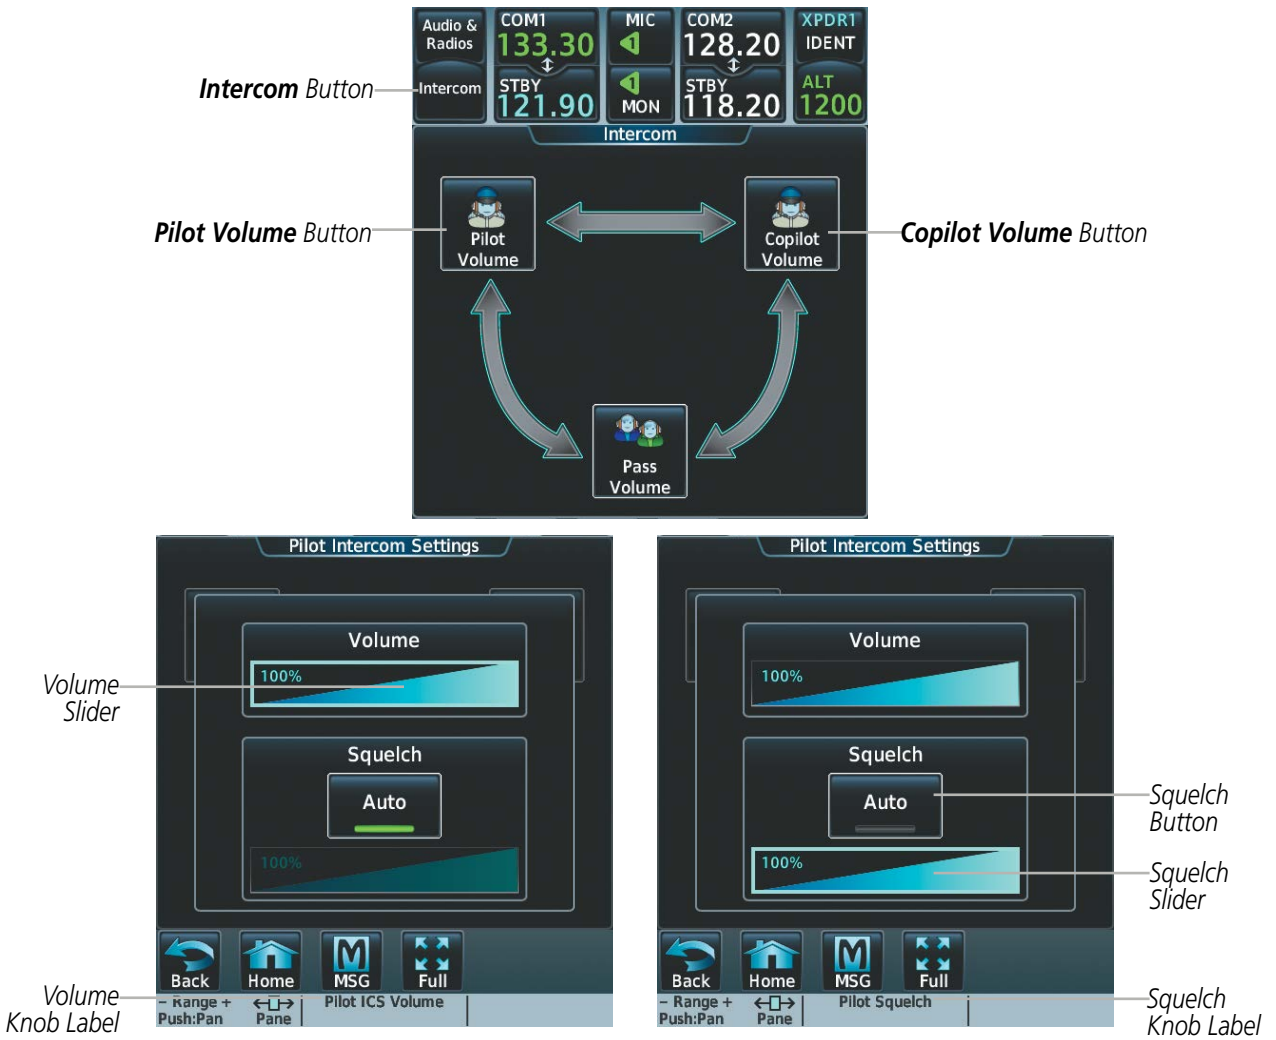 Audio & Radios
COM1
133.30
MIC
1
COM2
128.20
XPDR1
IDENT
Intercom Button
Intercom
STBY
121.90
1
MON
STBY
118.20
ALT
1200
Intercom
Pilot Volume Button
Pilot
Volume
Copilot
Volume
Copilot Volume Button
Pass
Volume
Pilot Intercom Settings
Volume
100%
Volume
Slider
Squelch
Auto
100%
Back
Home
MSG
Full
Volume
Knob Label
– Range +
Push:Pan
Pane
Pilot ICS Volume
Pilot Intercom Settings
Volume
100%
Squelch
Auto
Squelch
Button
100%
Squelch
Slider
Back
Home
MSG
Full
– Range +
Push:Pan
Pane
Pilot Squelch
Squelch
Knob Label